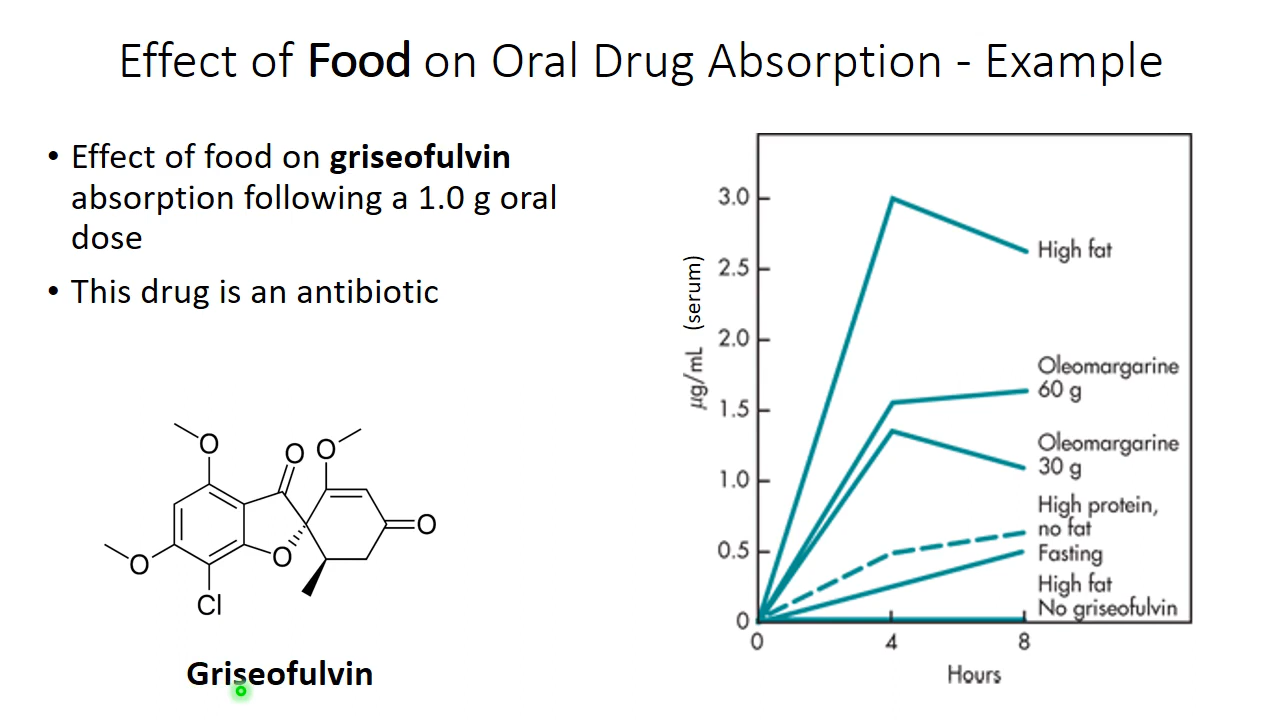 Effect of Food on Oral Drug Absorption - Example
• Effect of food on griseofulvin
absorption following a 1.0 g oral
dose
• This drug is an antibiotic
O
O
O
O
O
O
Cl
Griseofulvin
µg/mL (serum)
3.0
2.5
2.0
1.5
1.0
0.5
0
High fat
Oleomargarine
60 g
Oleomargarine
30 g
High protein,
no fat
Fasting
High fat
No griseofulvin
0 4 8
Hours